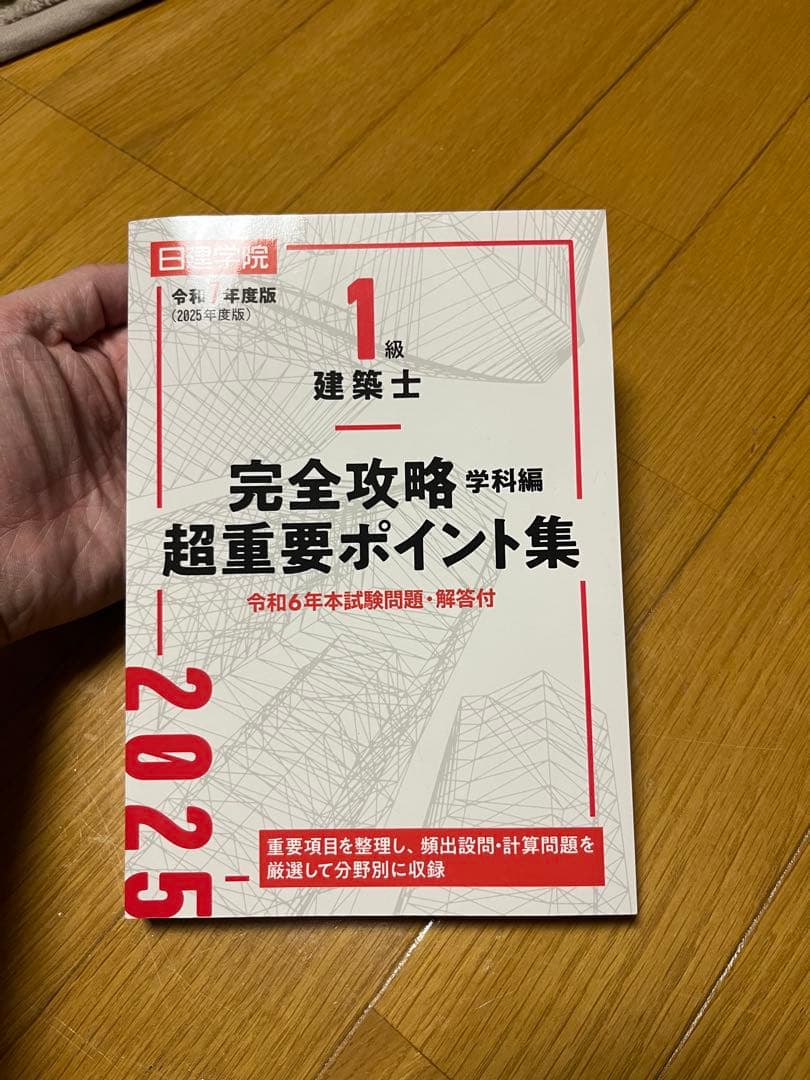 日建学院
令和7年度版
(2025年度版)
1級
建築士
完全攻略 学科編
超重要ポイント集
令和6年本試験問題・解答付
2025
重要項目を整理し、頻出設問・計算問題を
厳選して分野別に収録